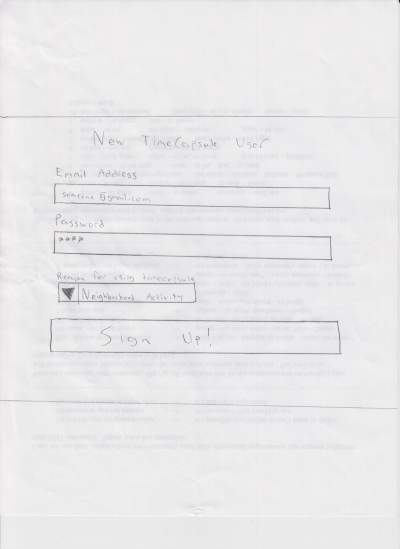 New TimeCapsule User
Email Address
someone@gmail.com
Password
****
Reason for using timecapsule
Neighborhood Activity
Sign Up!